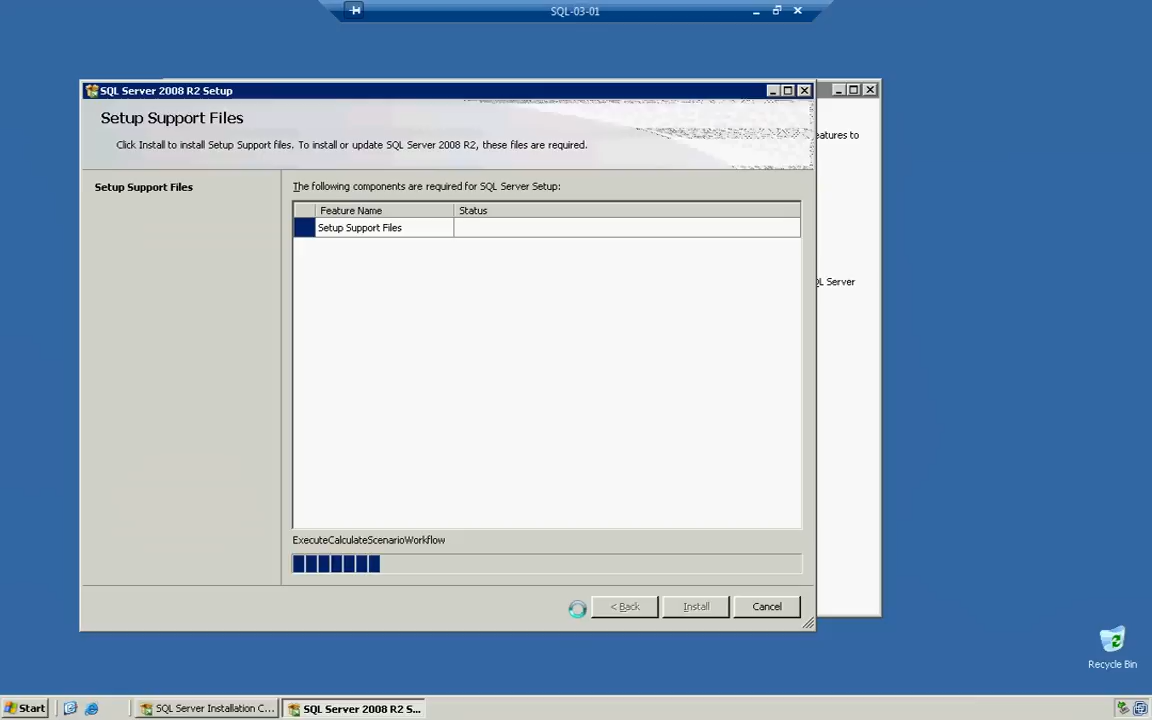 SQL-03-01
SQL Server 2008 R2 Setup
Setup Support Files
Click Install to install Setup Support files. To install or update SQL Server 2008 R2, these files are required.
eatures to
Setup Support Files
The following components are required for SQL Server Setup:
Feature Name Status
Setup Support Files
QL Server
ExecuteCalculateScenarioWorkflow
< Back Install Cancel
Recycle Bin
Start SQL Server Installation C... SQL Server 2008 R2 S...